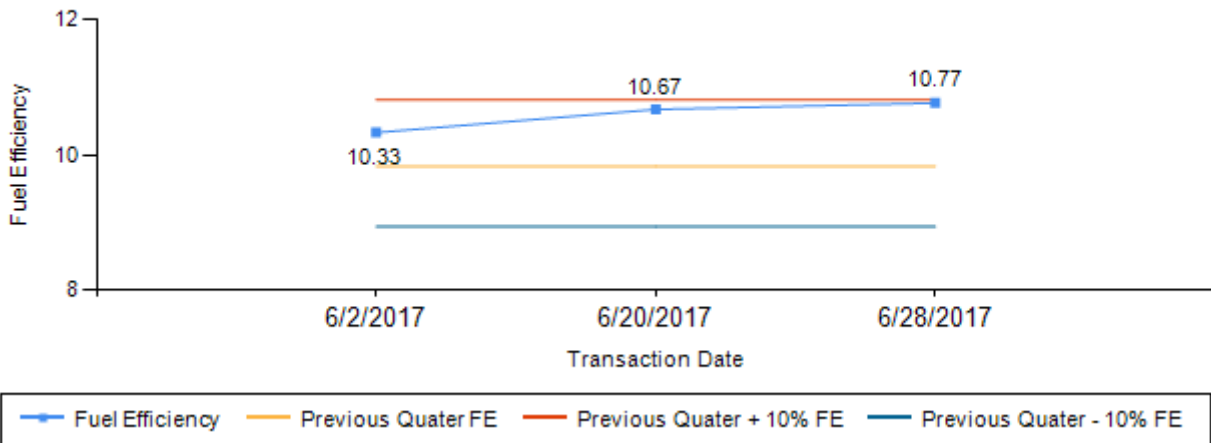 12
10.77
10.67
10.33
10
8
Fuel Efficiency
6/2/2017 6/20/2017 6/28/2017
Transaction Date
Fuel Efficiency Previous Quater FE Previous Quater + 10% FE Previous Quater - 10% FE